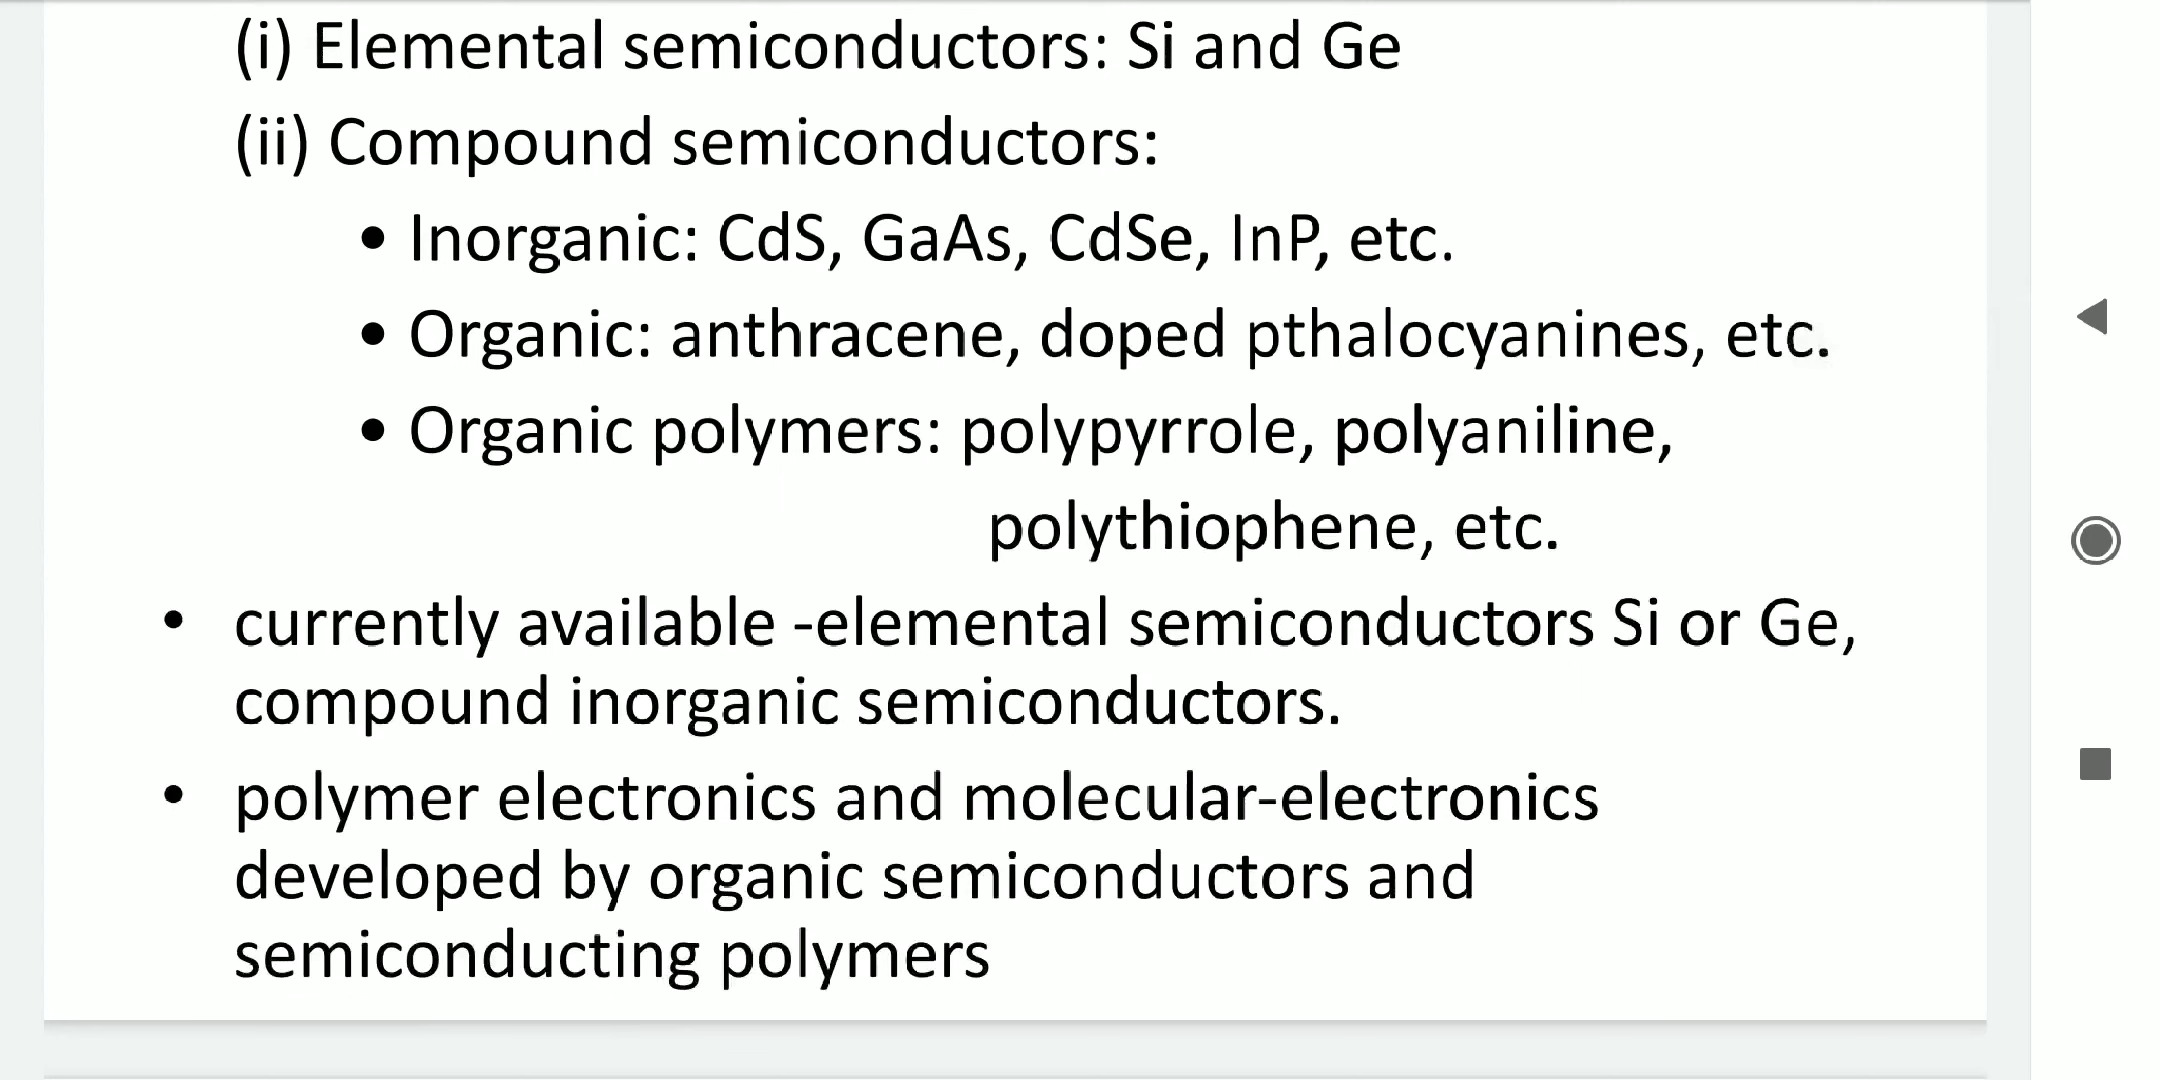 (i) Elemental semiconductors: Si and Ge
(ii) Compound semiconductors:
• Inorganic: CdS, GaAs, CdSe, InP, etc.
• Organic: anthracene, doped pthalocyanines, etc.
• Organic polymers: polypyrrole, polyaniline,
polythiophene, etc.
• currently available -elemental semiconductors Si or Ge,
compound inorganic semiconductors.
• polymer electronics and molecular-electronics
developed by organic semiconductors and
semiconducting polymers